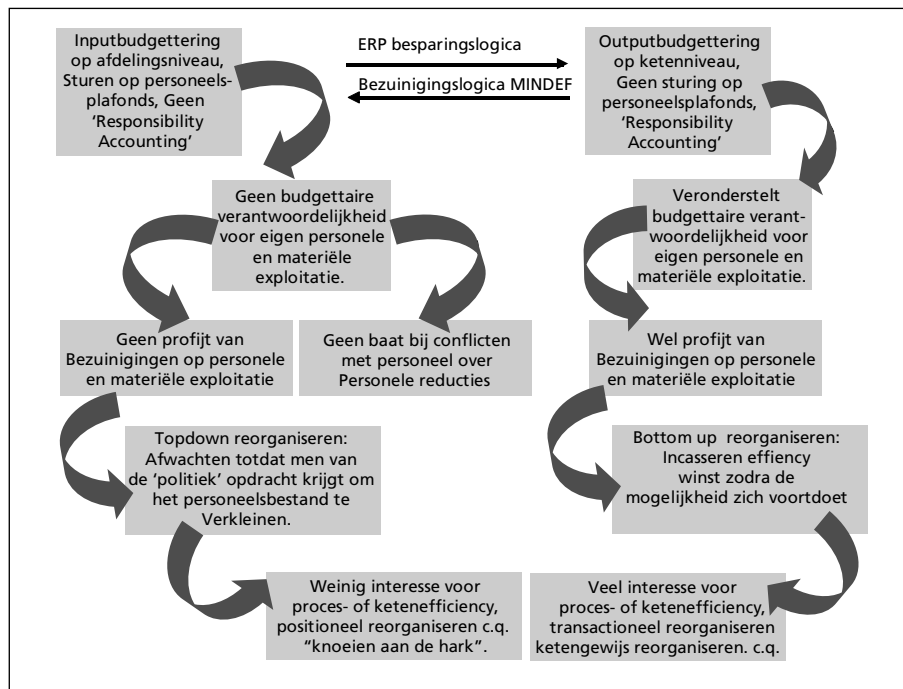 Inputbudgettering
op afdelingsniveau,
Sturen op personeels-
plafonds, Geen
‘Responsibility
Accounting’
ERP besparingslogica
Bezuinigingslogica MINDEF
Outputbudgettering
op ketenniveau,
Geen sturing op
personeelsplafonds,
‘Responsibility
Accounting’
Geen budgettaire
verantwoordelijkheid
voor eigen personele
en materiële
exploitatie.
Veronderstelt
budgettaire verant-
woordelijkheid voor
eigen personele en
materiële exploitatie.
Geen profijt van
Bezuinigingen op personele
en materiële exploitatie
Geen baat bij conflicten
met personeel over
Personele reducties
Wel profijt van
Bezuinigingen op personele
en materiële exploitatie
Topdown reorganiseren:
Afwachten totdat men van
de ‘politiek’ opdracht krijgt om
het personeelsbestand te
Verkleinen.
Bottom up reorganiseren:
Incasseren effiency
winst zodra de
mogelijkheid zich voortdoet
Weinig interesse voor
proces- of ketenefficiency,
positioneel reorganiseren c.q.
“knoeien aan de hark”.
Veel interesse voor
proces- of ketenefficiency,
transactioneel reorganiseren
ketengewijs reorganiseren. c.q.